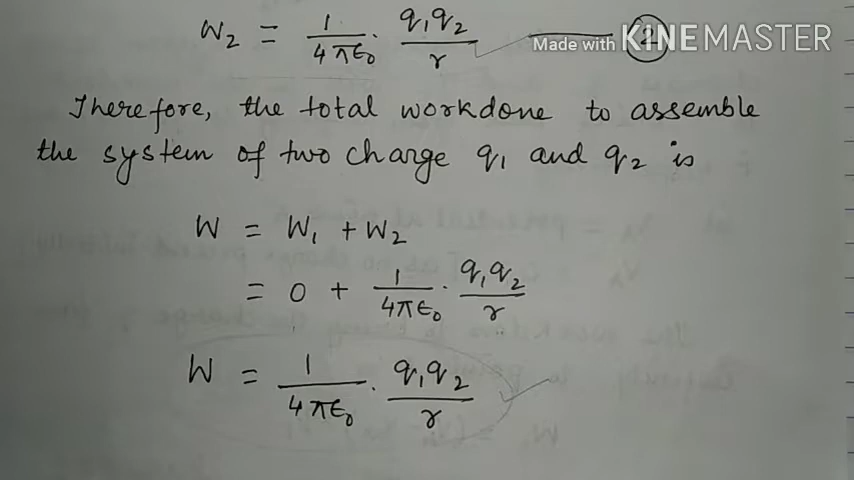 W₂ = 1/4πϵ₀ · q₁q₂/r ——— ②
Made with KINEMASTER
Therefore, the total workdone to assemble
the system of two charge q₁ and q₂ is
W = W₁ + W₂
= 0 + 1/4πϵ₀ · q₁q₂/r
W = 1/4πϵ₀ · q₁q₂/r